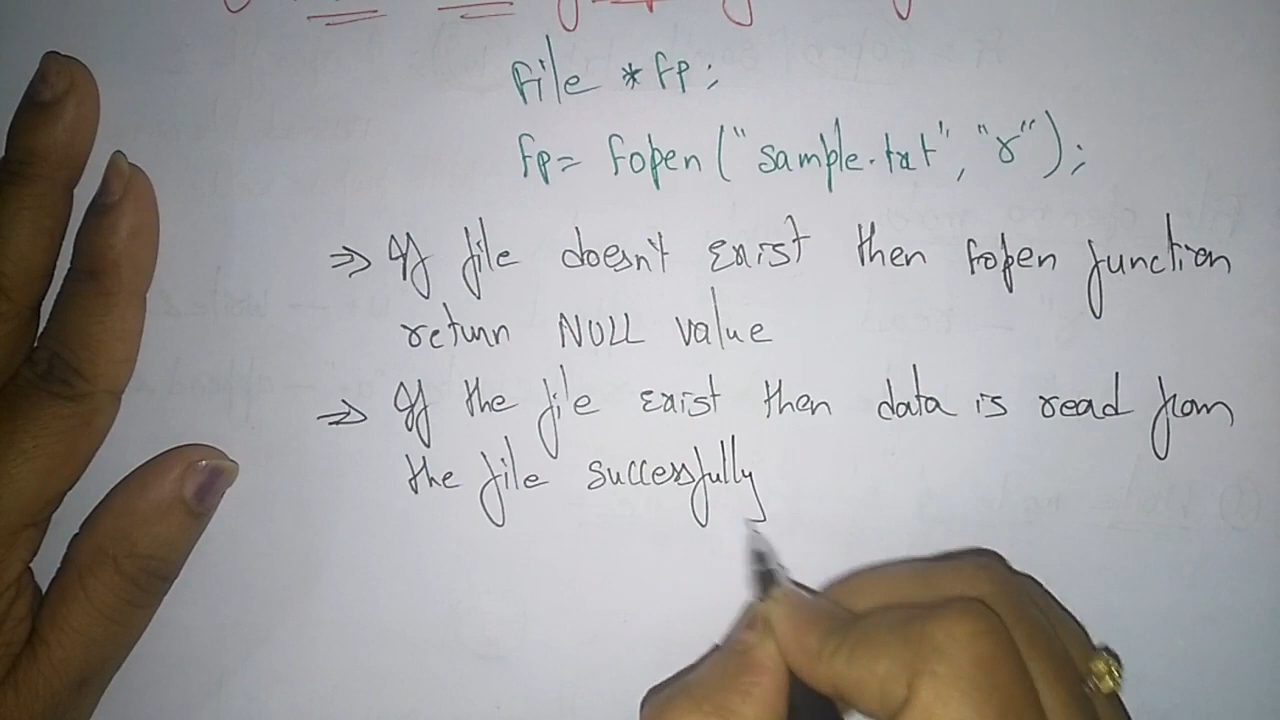 File *fp;
fp= fopen ("sample.txt", "r");
⇒ If file doesn't exist then fopen function
return NULL value
⇒ If the file exist then data is read from
the file successfully